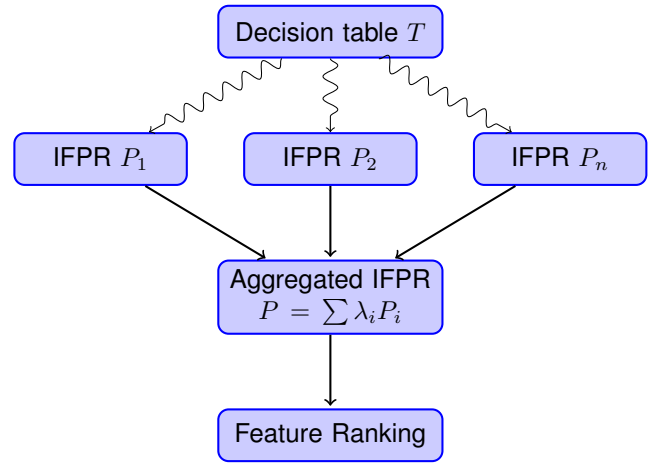 Decision table T
IFPR P₁
IFPR P₂
IFPR Pₙ
Aggregated IFPR
P = ∑ λᵢPᵢ
Feature Ranking